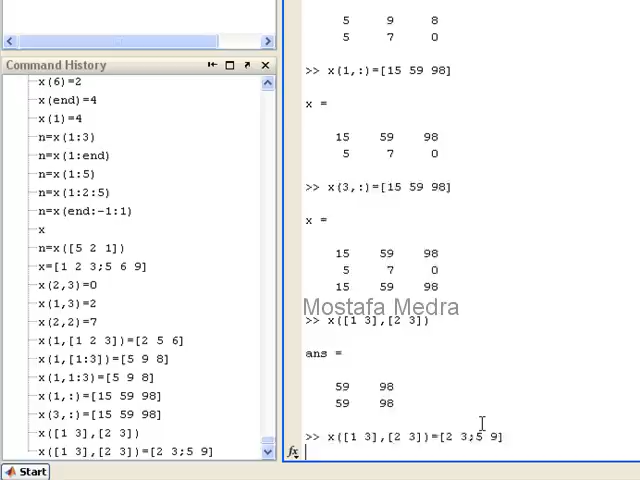 Command History
x(6)=2
x(end)=4
x(1)=4
n=x(1:3)
n=x(1:end)
n=x(1:5)
n=x(1:2:5)
n=x(end:-1:1)
x
n=x([5 2 1])
x=[1 2 3;5 6 9]
x(2,3)=0
x(1,3)=2
x(2,2)=7
x(1,[1 2 3])=[2 5 6]
x(1,[1:3])=[5 9 8]
x(1,1:3)=[5 9 8]
x(1,:)=[15 59 98]
x(3,:)=[15 59 98]
x([1 3],[2 3])
x([1 3],[2 3])=[2 3;5 9]
Start
5 9 8
5 7 0
>> x(1,:)=[15 59 98]
x =
15 59 98
5 7 0
>> x(3,:)=[15 59 98]
x =
15 59 98
5 7 0
15 59 98
Mostafa Medra
>> x([1 3],[2 3])
ans =
59 98
59 98
>> x([1 3],[2 3])=[2 3;5 9]
fx